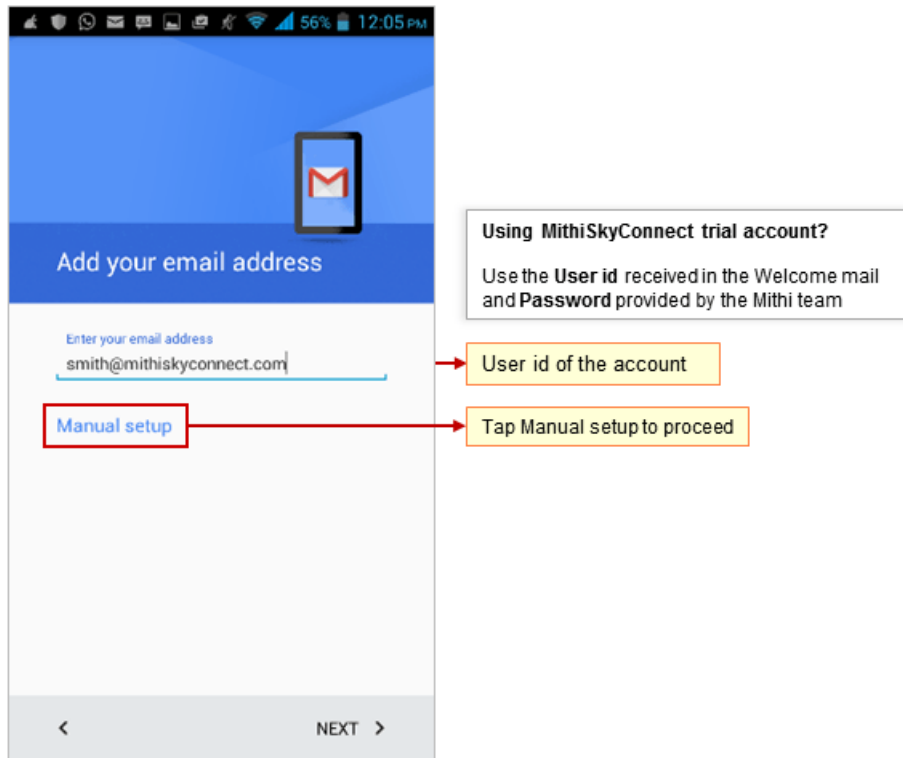 56% 12:05 PM
Add your email address
Enter your email address
smith@mithiskyconnect.com
Manual setup
NEXT
Using MithiSkyConnect trial account?
Use the User id received in the Welcome mail
and Password provided by the Mithi team
User id of the account
Tap Manual setup to proceed